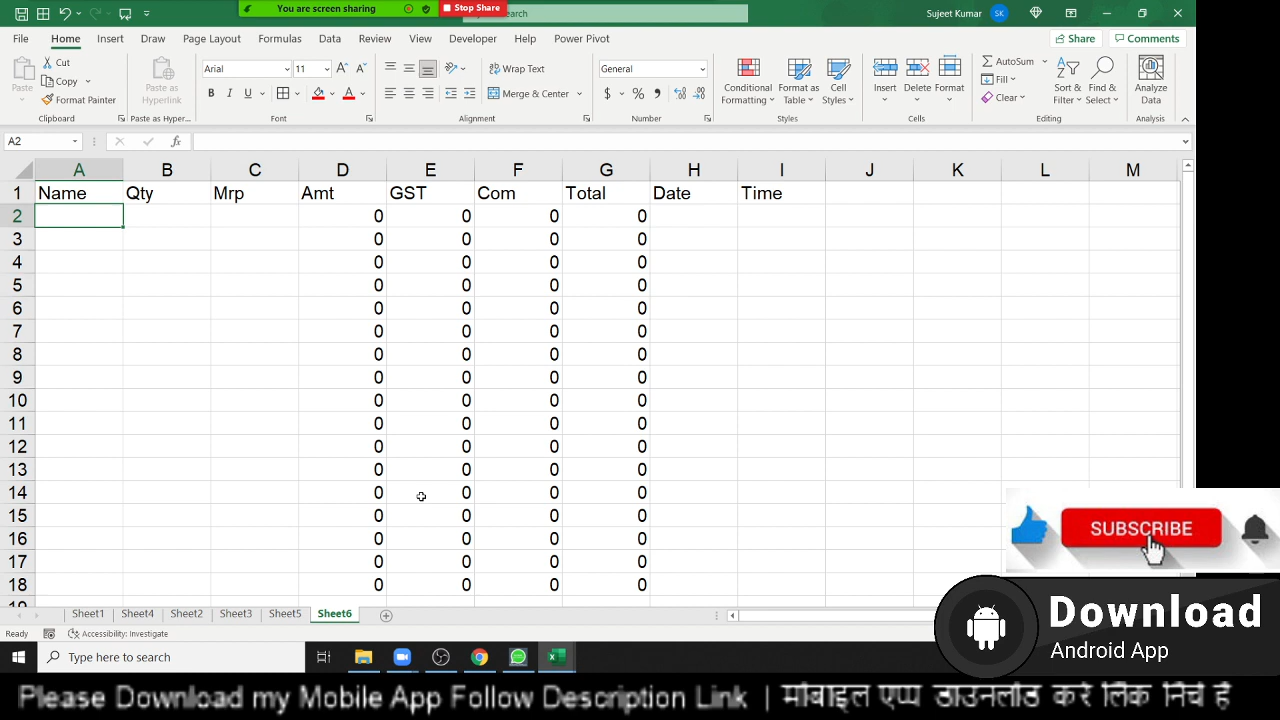 You are screen sharing
Stop Share
Search
Sujeet Kumar
SK
File Home Insert Draw Page Layout Formulas Data Review View Developer Help Power Pivot
Share
Comments
Paste
Cut
Copy
Format Painter
Clipboard
Paste as Hyperlink
Paste as Hyper...
Arial 11
B I U
Font
Wrap Text
Merge & Center
Alignment
General
Number
Conditional Formatting
Format as Table
Cell Styles
Styles
Insert
Delete
Format
Cells
AutoSum
Fill
Clear
Sort & Filter
Find & Select
Editing
Analyze Data
Analysis
A2
fx
A B C D E F G H I J K L M
1 Name Qty Mrp Amt GST Com Total Date Time
2 0 0 0 0
3 0 0 0 0
4 0 0 0 0
5 0 0 0 0
6 0 0 0 0
7 0 0 0 0
8 0 0 0 0
9 0 0 0 0
10 0 0 0 0
11 0 0 0 0
12 0 0 0 0
13 0 0 0 0
14 0 0 0 0
15 0 0 0 0
16 0 0 0 0
17 0 0 0 0
18 0 0 0 0
SUBSCRIBE
Sheet1 Sheet4 Sheet2 Sheet3 Sheet5 Sheet6
Ready
Accessibility: Investigate
Download
Android App
Type here to search
Please Download my Mobile App Follow Description Link | मोबाइल एप्प डाउनलोड करे लिंक निचे है